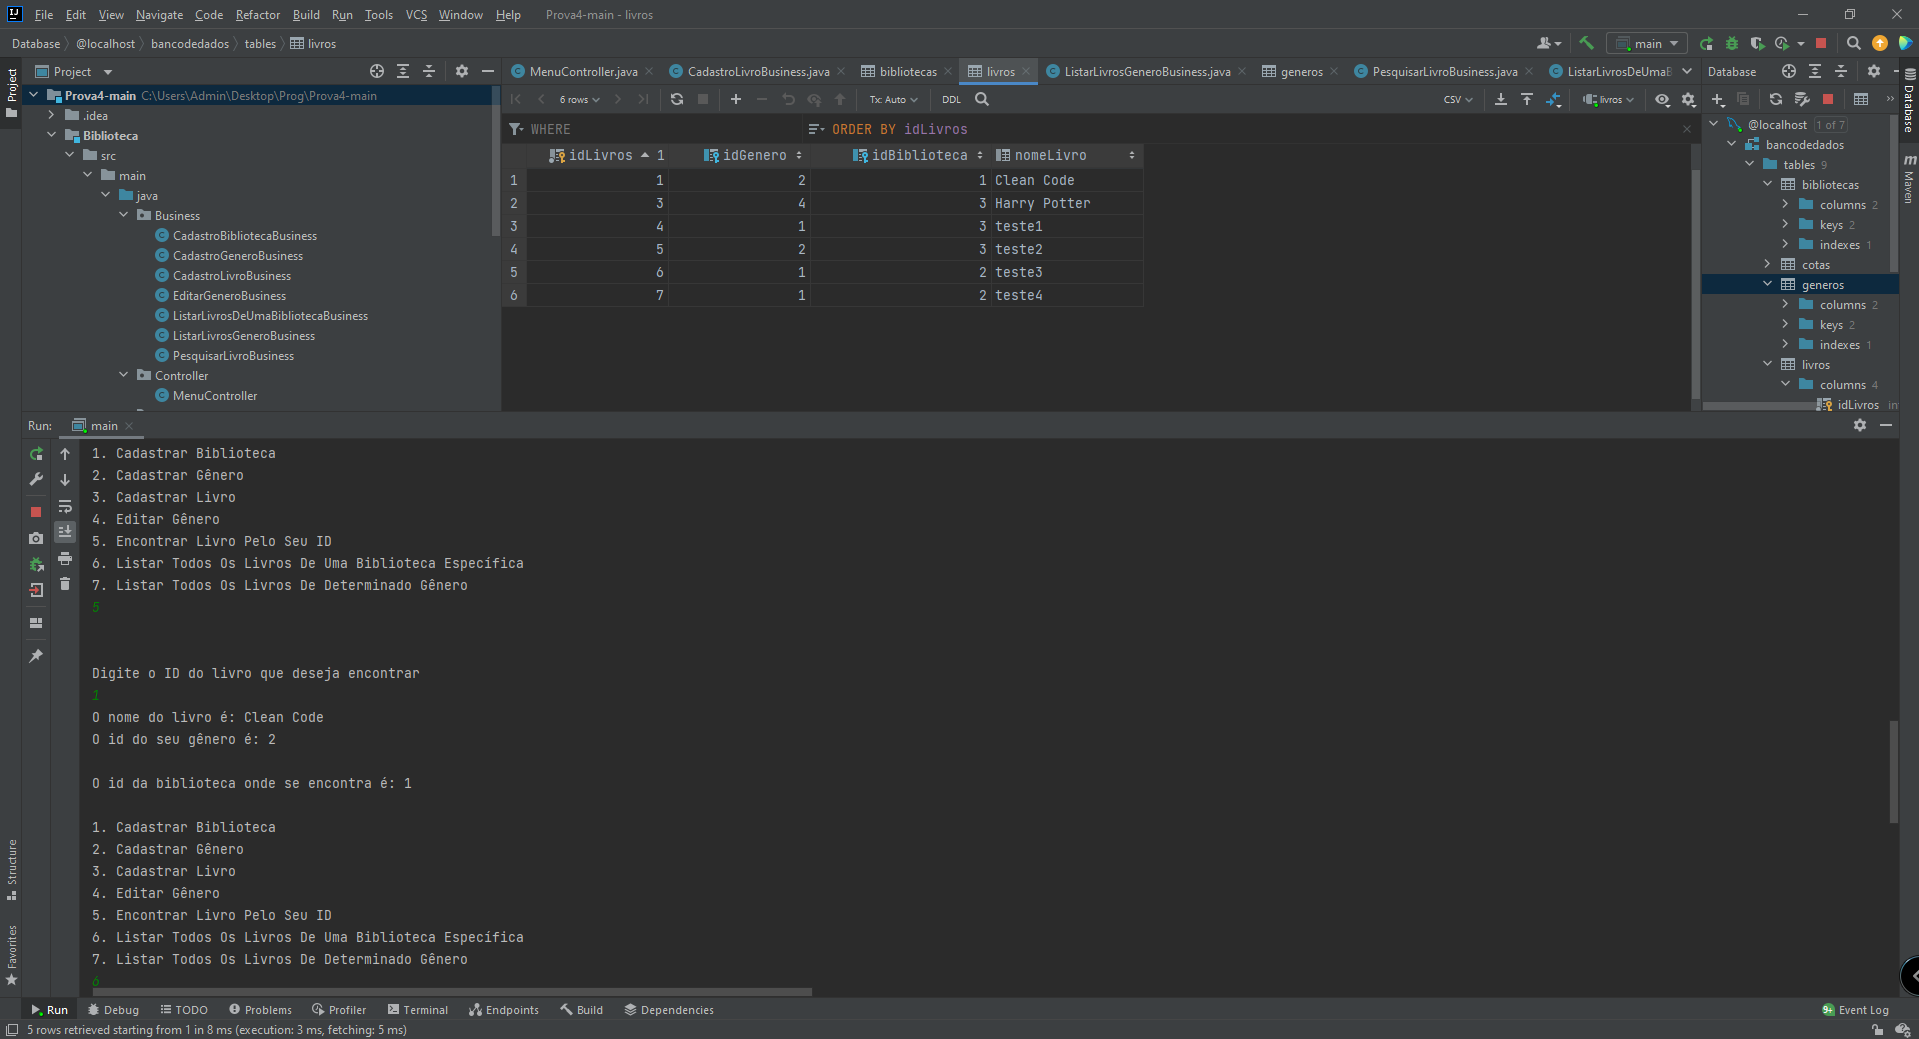 File Edit View Navigate Code Refactor Build Run Tools VCS Window Help Prova4-main - livros
Database @localhost bancodedados tables livros
main
Project
Project
MenuController.java CadastroLivroBusiness.java bibliotecas livros ListarLivrosGeneroBusiness.java generos PesquisarLivroBusiness.java ListarLivrosDeUmaB
Database
Database
Maven
Prova4-main C:\Users\Admin\Desktop\Prog\Prova4-main
.idea
Biblioteca
src
main
java
Business
CadastroBibliotecaBusiness
CadastroGeneroBusiness
CadastroLivroBusiness
EditarGeneroBusiness
ListarLivrosDeUmaBibliotecaBusiness
ListarLivrosGeneroBusiness
PesquisarLivroBusiness
Controller
MenuController
6 rows Tx: Auto DDL CSV livros
WHERE ORDER BY idLivros
idLivros 1 idGenero idBiblioteca nomeLivro
1 1 2 1 Clean Code
2 3 4 3 Harry Potter
3 4 1 3 teste1
4 5 2 3 teste2
5 6 1 2 teste3
6 7 1 2 teste4
@localhost 1 of 7
bancodedados
tables 9
bibliotecas
columns 2
keys 2
indexes 1
cotas
generos
columns 2
keys 2
indexes 1
livros
columns 4
idLivros in
Run: main
1. Cadastrar Biblioteca
2. Cadastrar Gênero
3. Cadastrar Livro
4. Editar Gênero
5. Encontrar Livro Pelo Seu ID
6. Listar Todos Os Livros De Uma Biblioteca Específica
7. Listar Todos Os Livros De Determinado Gênero
5
Digite o ID do livro que deseja encontrar
1
O nome do livro é: Clean Code
O id do seu gênero é: 2
O id da biblioteca onde se encontra é: 1
1. Cadastrar Biblioteca
2. Cadastrar Gênero
3. Cadastrar Livro
4. Editar Gênero
5. Encontrar Livro Pelo Seu ID
6. Listar Todos Os Livros De Uma Biblioteca Específica
7. Listar Todos Os Livros De Determinado Gênero
6
Structure
Favorites
Run Debug TODO Problems Profiler Terminal Endpoints Build Dependencies 9+ Event Log
5 rows retrieved starting from 1 in 8 ms (execution: 3 ms, fetching: 5 ms)